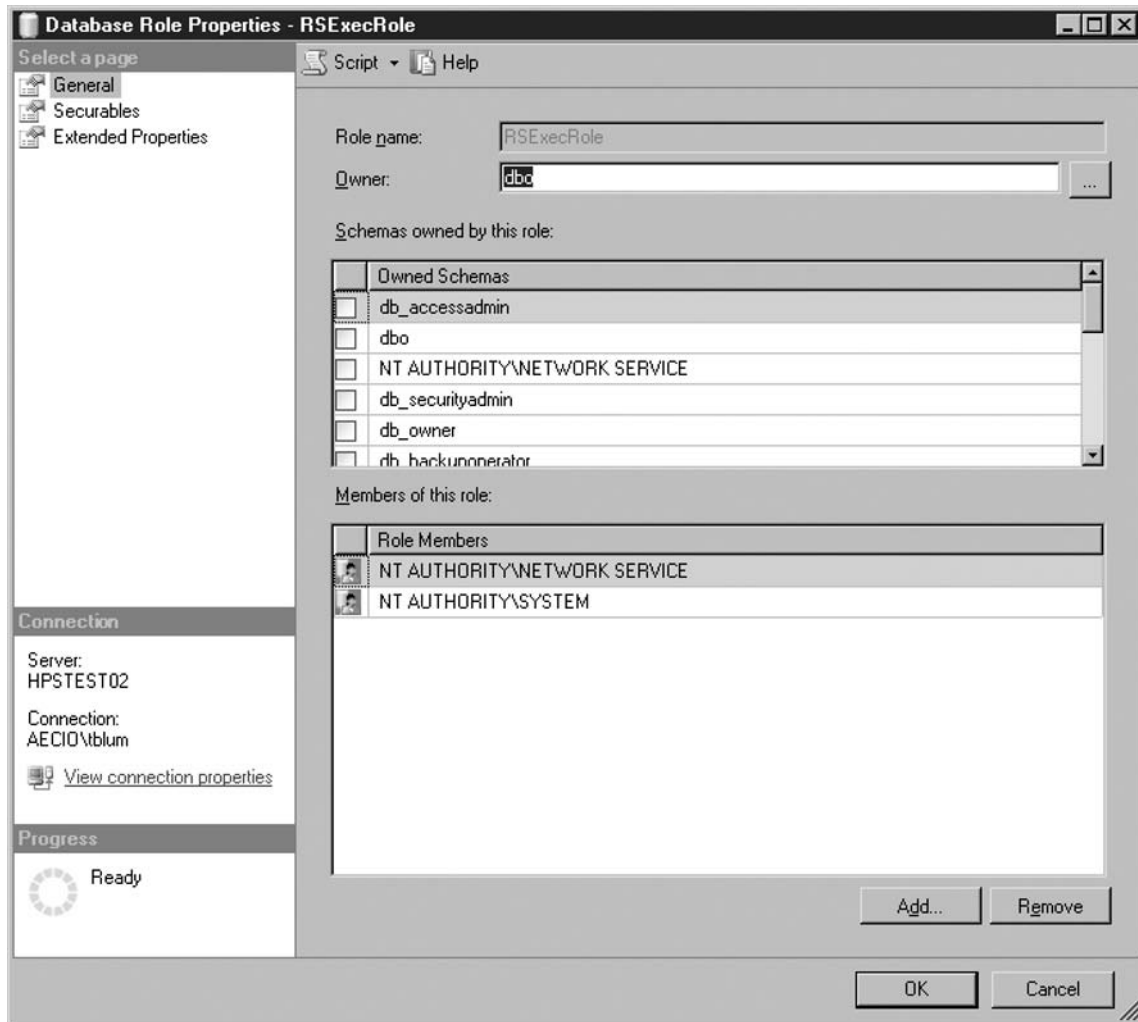 Database Role Properties - RSExecRole
Select a page
General
Securables
Extended Properties
Script
Help
Role name:
RSExecRole
Owner:
dbo
...
Schemas owned by this role:
Owned Schemas
db_accessadmin
dbo
NT AUTHORITY\NETWORK SERVICE
db_securityadmin
db_owner
db_backupoperator
Members of this role:
Role Members
NT AUTHORITY\NETWORK SERVICE
NT AUTHORITY\SYSTEM
Connection
Server:
HPSTEST02
Connection:
AECIO\tblum
View connection properties
Progress
Ready
Add...
Remove
OK
Cancel